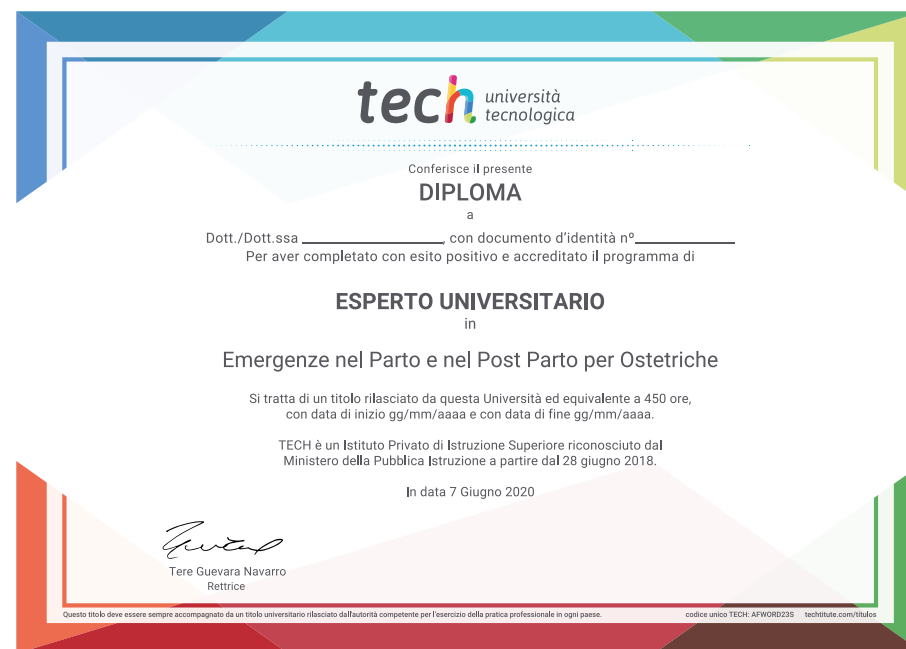 tech università
tecnologica
Conferisce il presente
DIPLOMA
a
Dott./Dott.ssa ________________, con documento d'identità nº____________
Per aver completato con esito positivo e accreditato il programma di
ESPERTO UNIVERSITARIO
in
Emergenze nel Parto e nel Post Parto per Ostetriche
Si tratta di un titolo rilasciato da questa Università ed equivalente a 450 ore,
con data di inizio gg/mm/aaaa e con data di fine gg/mm/aaaa.
TECH è un Istituto Privato di Istruzione Superiore riconosciuto dal
Ministero della Pubblica Istruzione a partire dal 28 giugno 2018.
In data 7 Giugno 2020
Tere Guevara Navarro
Rettrice
Questo titolo deve essere sempre accompagnato da un titolo universitario rilasciato dall'autorità competente per l'esercizio della pratica professionale in ogni paese. codice unico TECH: AFWORD23S techtitute.com/titulos